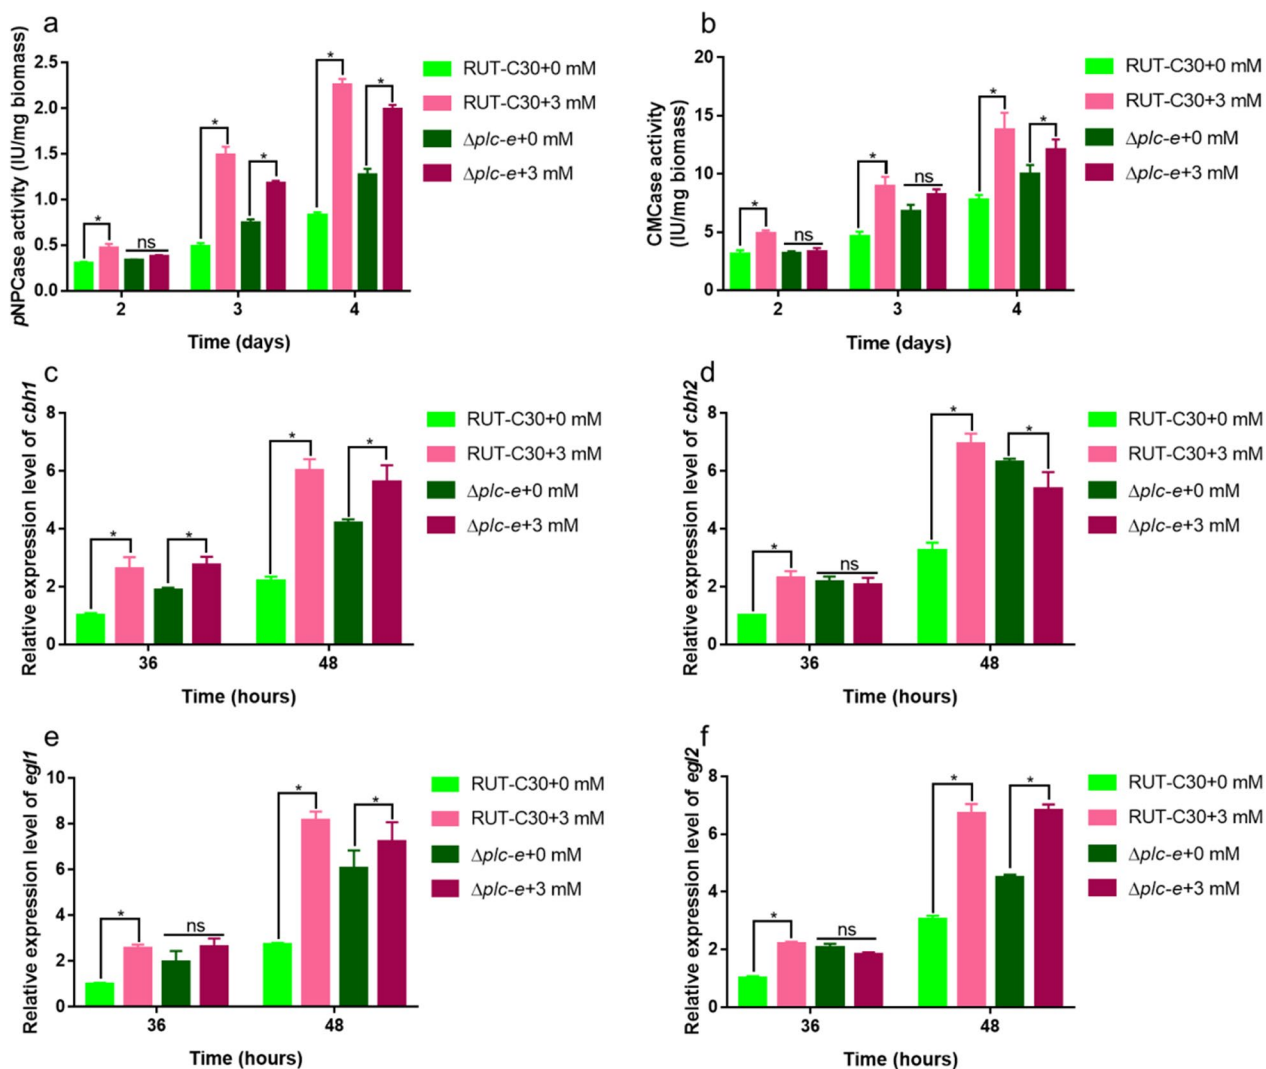 a
pNPCase activity (IU/mg biomass)
2.5
2.0
1.5
1.0
0.5
0.0
*
*
*
*
*
ns
2
3
4
Time (days)
RUT-C30+0 mM
RUT-C30+3 mM
Δplc-e+0 mM
Δplc-e+3 mM
b
CMCase activity
(IU/mg biomass)
20
15
10
5
0
*
ns
*
ns
*
*
2
3
4
Time (days)
RUT-C30+0 mM
RUT-C30+3 mM
Δplc-e+0 mM
Δplc-e+3 mM
c
Relative expression level of cbh1
8
6
4
2
0
*
*
*
*
36
48
Time (hours)
RUT-C30+0 mM
RUT-C30+3 mM
Δplc-e+0 mM
Δplc-e+3 mM
d
Relative expression level of cbh2
8
6
4
2
0
*
ns
*
*
36
48
Time (hours)
RUT-C30+0 mM
RUT-C30+3 mM
Δplc-e+0 mM
Δplc-e+3 mM
e
Relative expression level of egl1
10
8
6
4
2
0
*
ns
*
*
36
48
Time (hours)
RUT-C30+0 mM
RUT-C30+3 mM
Δplc-e+0 mM
Δplc-e+3 mM
f
Relative expression level of egl2
8
6
4
2
0
*
ns
*
*
36
48
Time (hours)
RUT-C30+0 mM
RUT-C30+3 mM
Δplc-e+0 mM
Δplc-e+3 mM